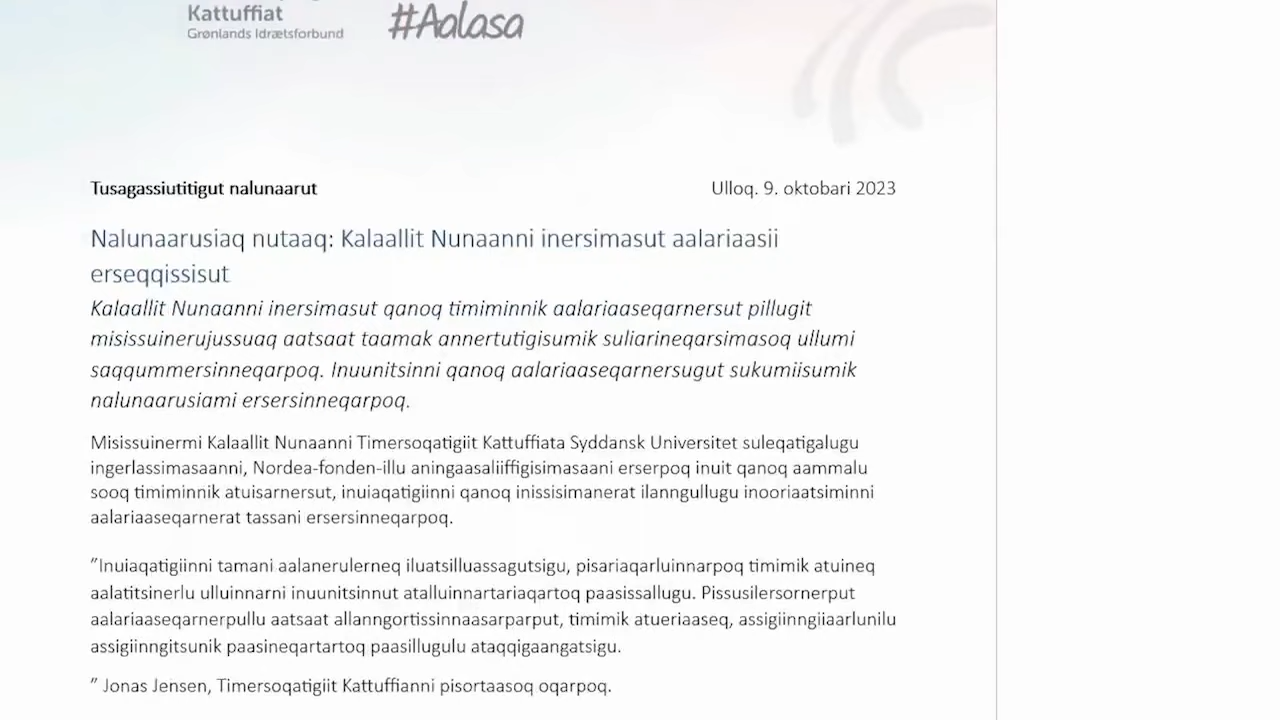 Kattuffiat
Grønlands Idrætsforbund
#Aalasa
Tusagassiutitigut nalunaarut
Ulloq. 9. oktobari 2023
Nalunaarusiaq nutaaq: Kalaallit Nunaanni inersimasut aalariaasii
erseqqissisut
Kalaallit Nunaanni inersimasut qanoq timiminnik aalariaaseqarnersut pillugit
misissuinerujussuaq aatsaat taamak annertutigisumik suliarineqarsimasoq ullumi
saqqummersinneqarpoq. Inuunitsinni qanoq aalariaaseqarnersugut sukumiisumik
nalunaarusiami ersersinneqarpoq.
Misissuinermi Kalaallit Nunaanni Timersoqatigiit Kattuffiata Syddansk Universitet suleqatigalugu
ingerlassimasaanni, Nordea-fonden-illu aningaasaliiffigisimasaani erserpoq inuit qanoq aammalu
sooq timiminnik atuisarnersut, inuiaqatigiinni qanoq inissisimanerat ilanngullugu inooriaatsiminni
aalariaaseqarnerat tassani ersersinneqarpoq.
”Inuiaqatigiinni tamani aalanerulerneq iluatsilluassagutsigu, pisariaqarluinnarpoq timimik atuineq
aalatitsinerlu ulluinnarni inuunitsinnut atalluinnartariaqartoq paasissallugu. Pissusilersornerput
aalariaaseqarnerpullu aatsaat allanngortissinnaasarparput, timimik atueriaaseq, assigiinngiiaarlunilu
assigiinngitsunik paasineqartartoq paasillugulu ataqqigaangatsigu.
” Jonas Jensen, Timersoqatigiit Kattuffianni pisortaasoq oqarpoq.